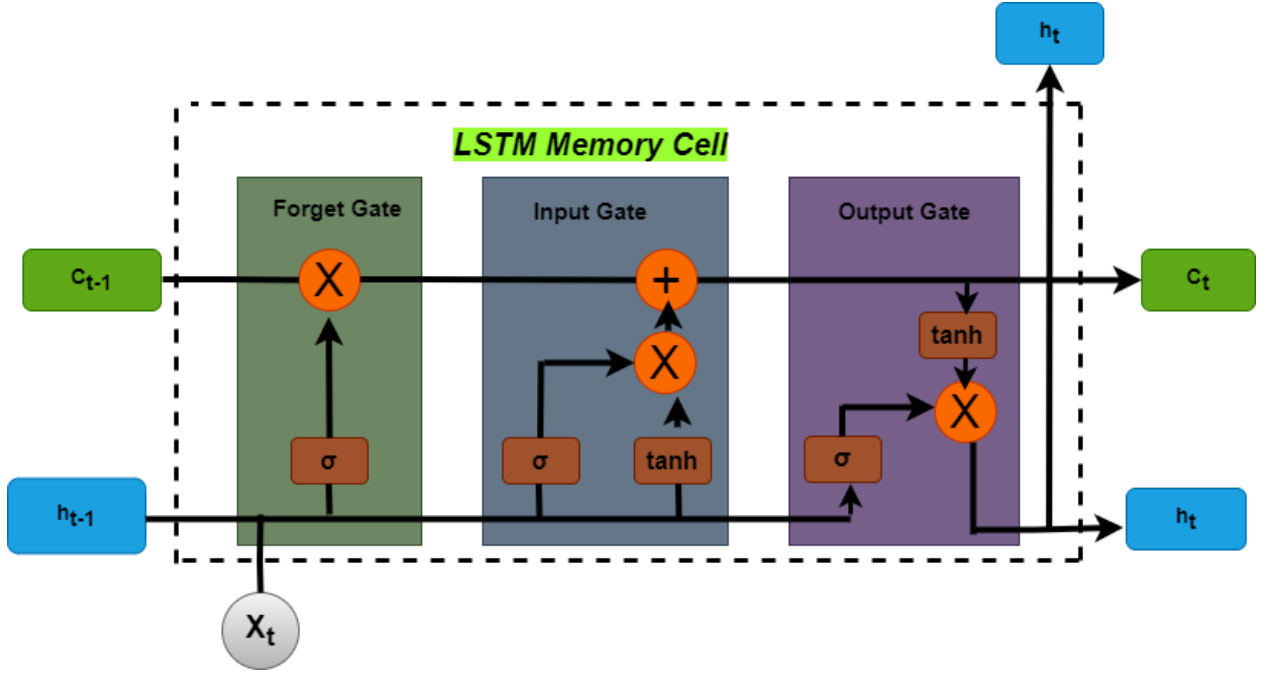 hₜ
LSTM Memory Cell
Forget Gate
Input Gate
Output Gate
Cₜ₋₁
X
+
Cₜ
tanh
X
X
σ
σ
tanh
σ
hₜ₋₁
hₜ
Xₜ